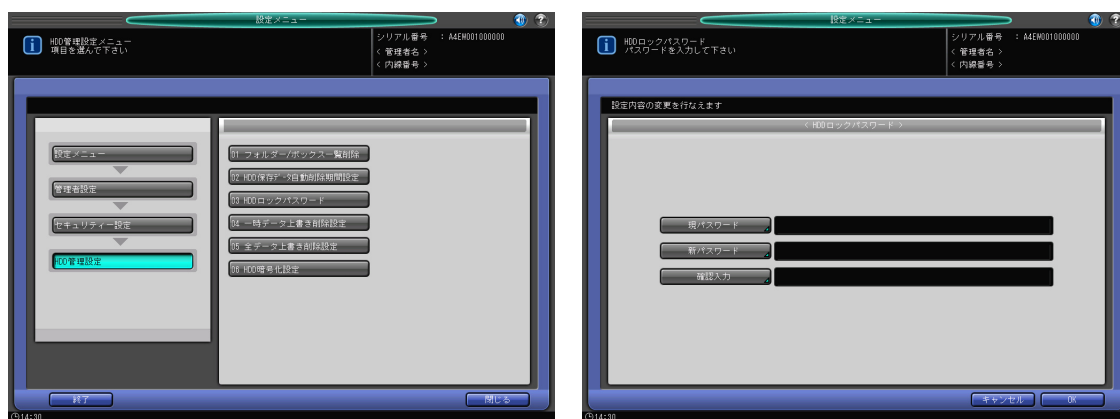 設定メニュー
HDD管理設定メニュー
項目を選んで下さい
シリアル番号 : A4EW001000000
< 管理者名 >
< 内線番号 >
設定メニュー
管理者設定
セキュリティー設定
HDD管理設定
01 フォルダー/ボックス一覧削除
02 HDD保存データ自動削除期間設定
03 HDDロックパスワード
04 一時データ上書き削除設定
05 全データ上書き削除設定
06 HDD暗号化設定
終了
閉じる
14:30
設定メニュー
HDDロックパスワード
パスワードを入力して下さい
シリアル番号 : A4EW001000000
< 管理者名 >
< 内線番号 >
設定内容の変更を行なえます
< HDDロックパスワード >
現パスワード
新パスワード
確認入力
キャンセル
OK
14:30